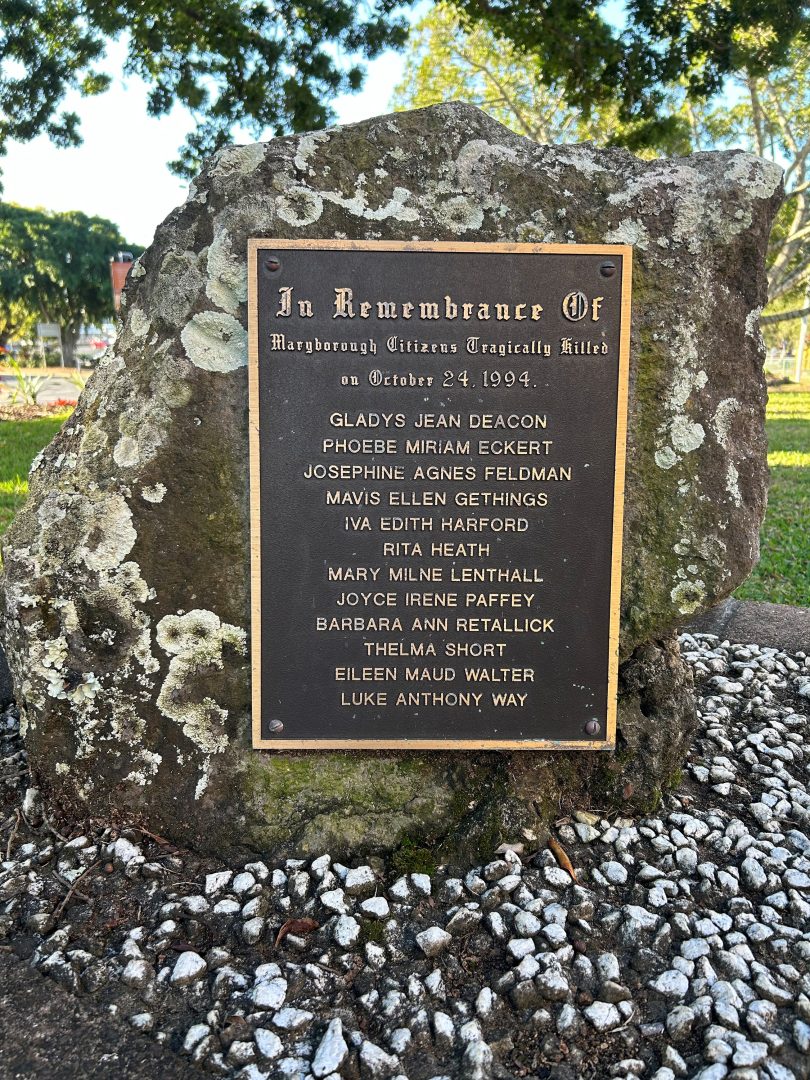 In Remembrance Of
Maryborough Citizens Tragically Killed
on October 24, 1994.
GLADYS JEAN DEACON
PHOEBE MIRIAM ECKERT
JOSEPHINE AGNES FELDMAN
MAVIS ELLEN GETHINGS
IVA EDITH HARFORD
RITA HEATH
MARY MILNE LENTHALL
JOYCE IRENE PAFFEY
BARBARA ANN RETALLICK
THELMA SHORT
EILEEN MAUD WALTER
LUKE ANTHONY WAY